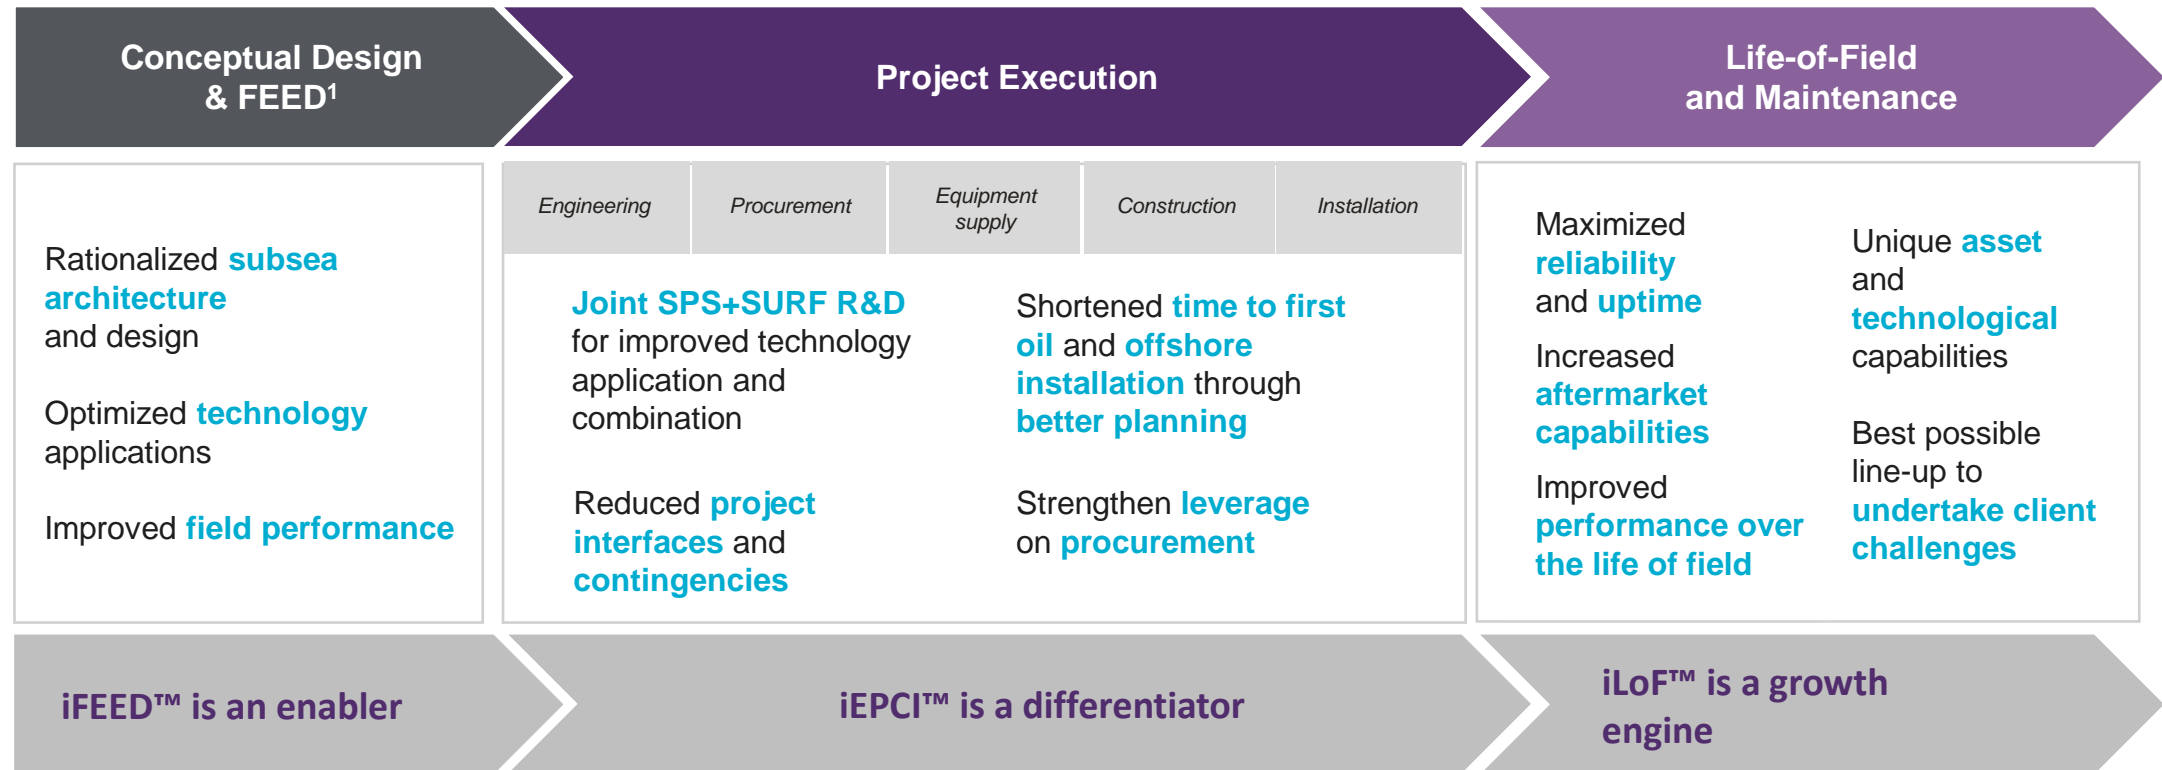 Conceptual Design
& FEED¹
Project Execution
Life-of-Field
and Maintenance
Rationalized subsea
architecture
and design
Optimized technology
applications
Improved field performance
Engineering
Procurement
Equipment
supply
Construction
Installation
Joint SPS+SURF R&D
for improved technology
application and
combination
Reduced project
interfaces and
contingencies
Shortened time to first
oil and offshore
installation through
better planning
Strengthen leverage
on procurement
Maximized
reliability
and uptime
Increased
aftermarket
capabilities
Improved
performance over
the life of field
Unique asset
and
technological
capabilities
Best possible
line-up to
undertake client
challenges
iFEED™ is an enabler
iEPCI™ is a differentiator
iLoF™ is a growth
engine